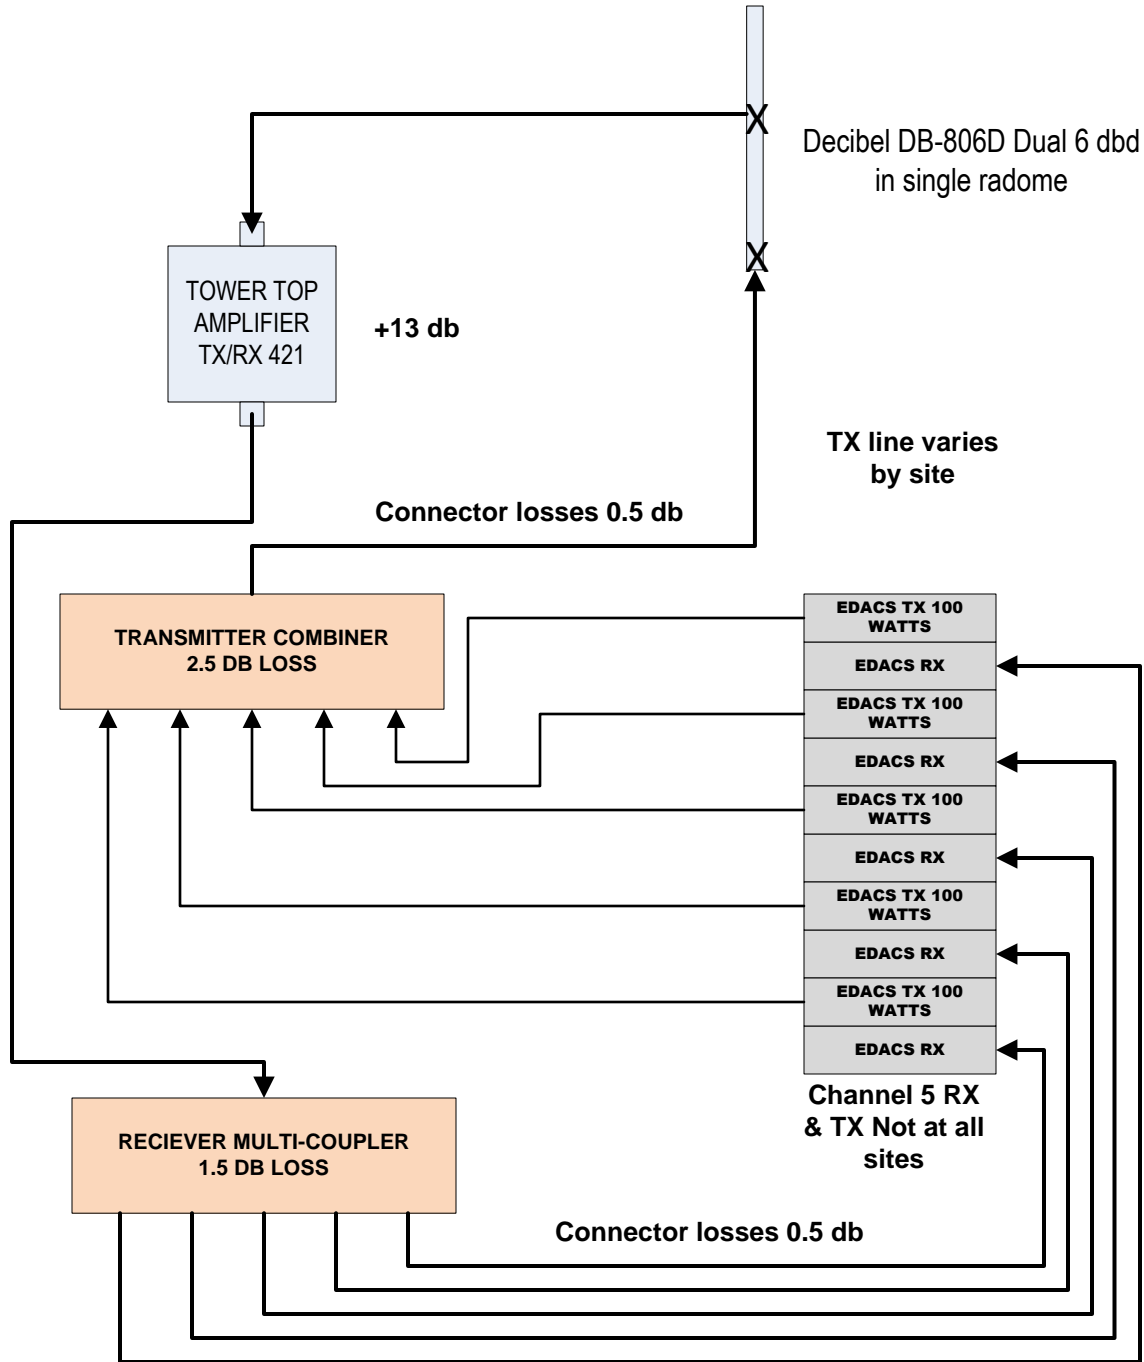 Decibel DB-806D Dual 6 dbd
in single radome
TOWER TOP
AMPLIFIER
TX/RX 421
+13 db
TX line varies
by site
Connector losses 0.5 db
TRANSMITTER COMBINER
2.5 DB LOSS
EDACS TX 100
WATTS
EDACS RX
EDACS TX 100
WATTS
EDACS RX
EDACS TX 100
WATTS
EDACS RX
EDACS TX 100
WATTS
EDACS RX
EDACS TX 100
WATTS
EDACS RX
Channel 5 RX
& TX Not at all
sites
RECIEVER MULTI-COUPLER
1.5 DB LOSS
Connector losses 0.5 db